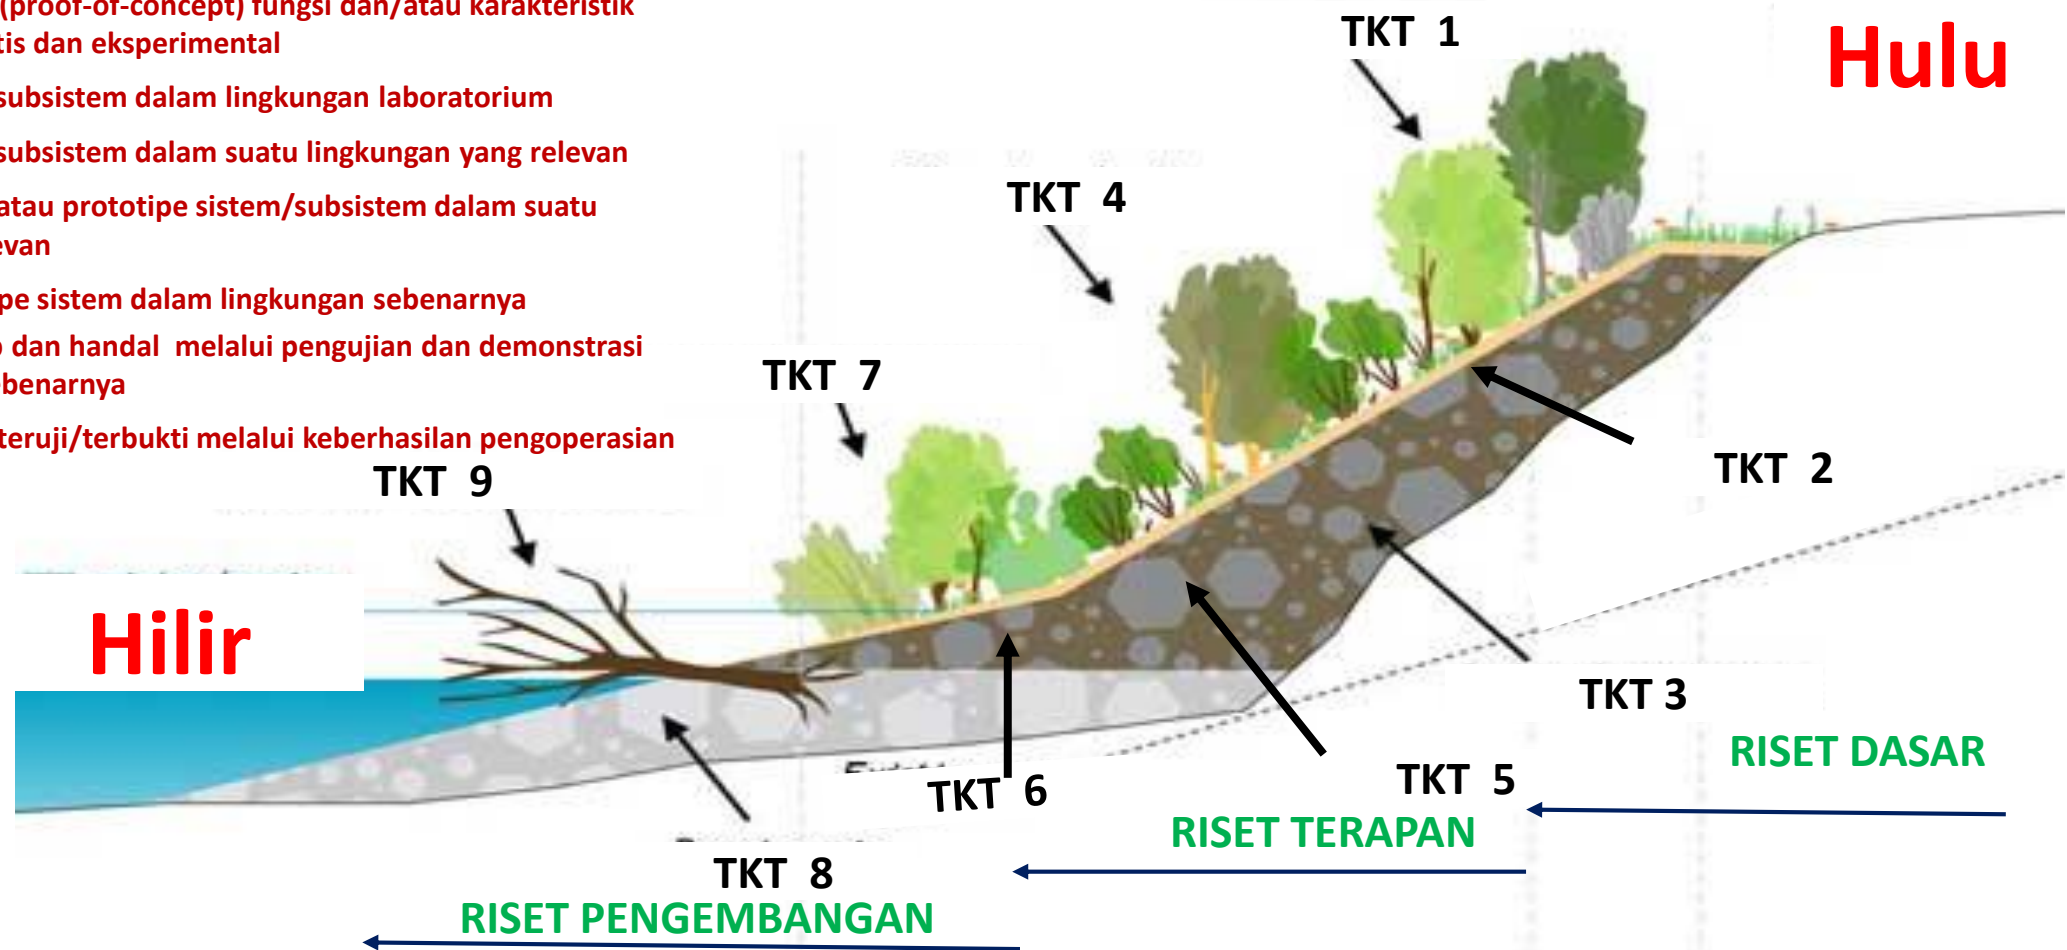 (proof-of-concept) fungsi dan/atau karakteristik
tis dan eksperimental
subsistem dalam lingkungan laboratorium
subsistem dalam suatu lingkungan yang relevan
atau prototipe sistem/subsistem dalam suatu
evan
pe sistem dalam lingkungan sebenarnya
dan handal melalui pengujian dan demonstrasi
ebenarnya
teruji/terbukti melalui keberhasilan pengoperasian
TKT 1
Hulu
TKT 4
TKT 7
TKT 2
TKT 9
Hilir
TKT 3
RISET DASAR
TKT 5
TKT 6
RISET TERAPAN
TKT 8
RISET PENGEMBANGAN